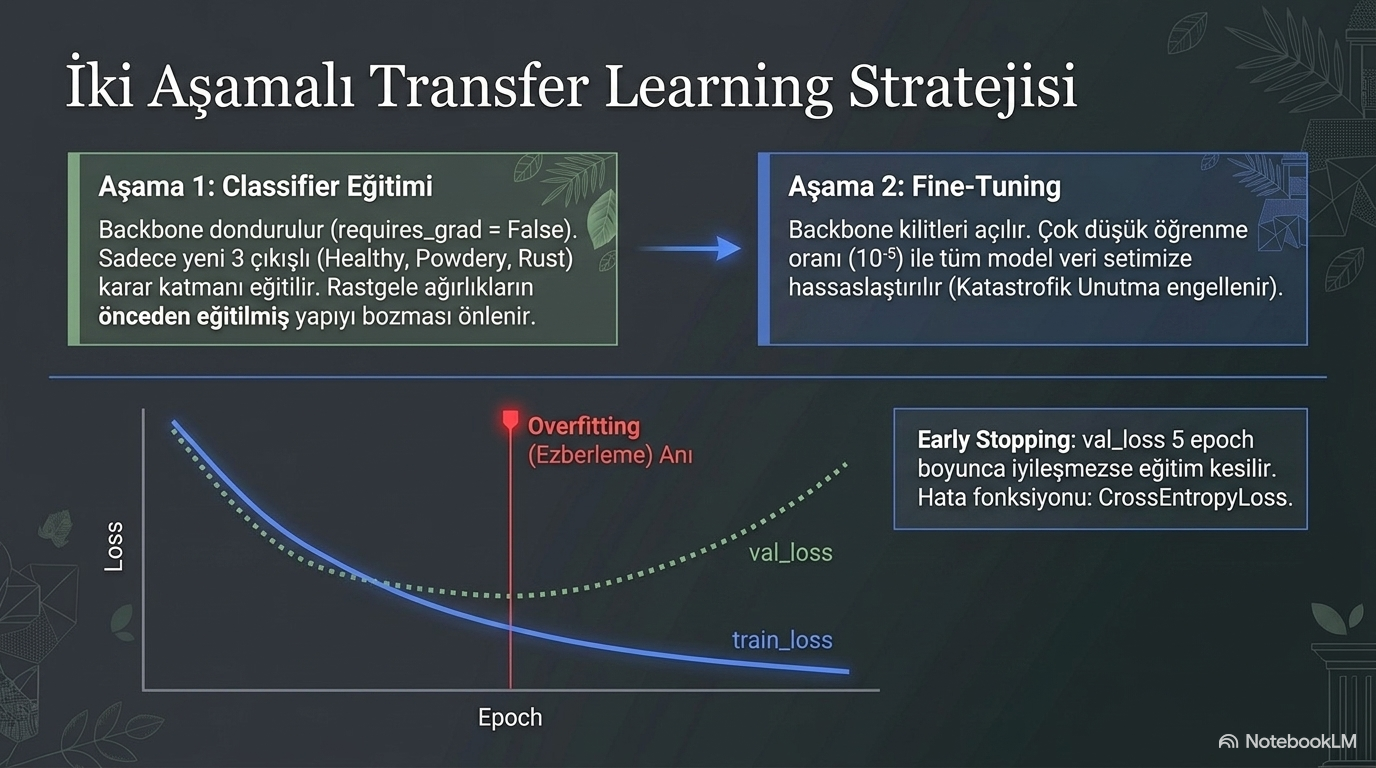 İki Aşamalı Transfer Learning Stratejisi
Aşama 1: Classifier Eğitimi
Backbone dondurulur (requires_grad = False).
Sadece yeni 3 çıkışlı (Healthy, Powdery, Rust)
karar katmanı eğitilir. Rastgele ağırlıkların
önceden eğitilmiş yapıyı bozması önlenir.
Aşama 2: Fine-Tuning
Backbone kilitleri açılır. Çok düşük öğrenme
oranı (10⁻⁵) ile tüm model veri setimize
hassaslaştırılır (Katastrofik Unutma engellenir).
Overfitting
(Ezberleme) Anı
Loss
val_loss
train_loss
Epoch
Early Stopping: val_loss 5 epoch
boyunca iyileşmezse eğitim kesilir.
Hata fonksiyonu: CrossEntropyLoss.
NotebookLM